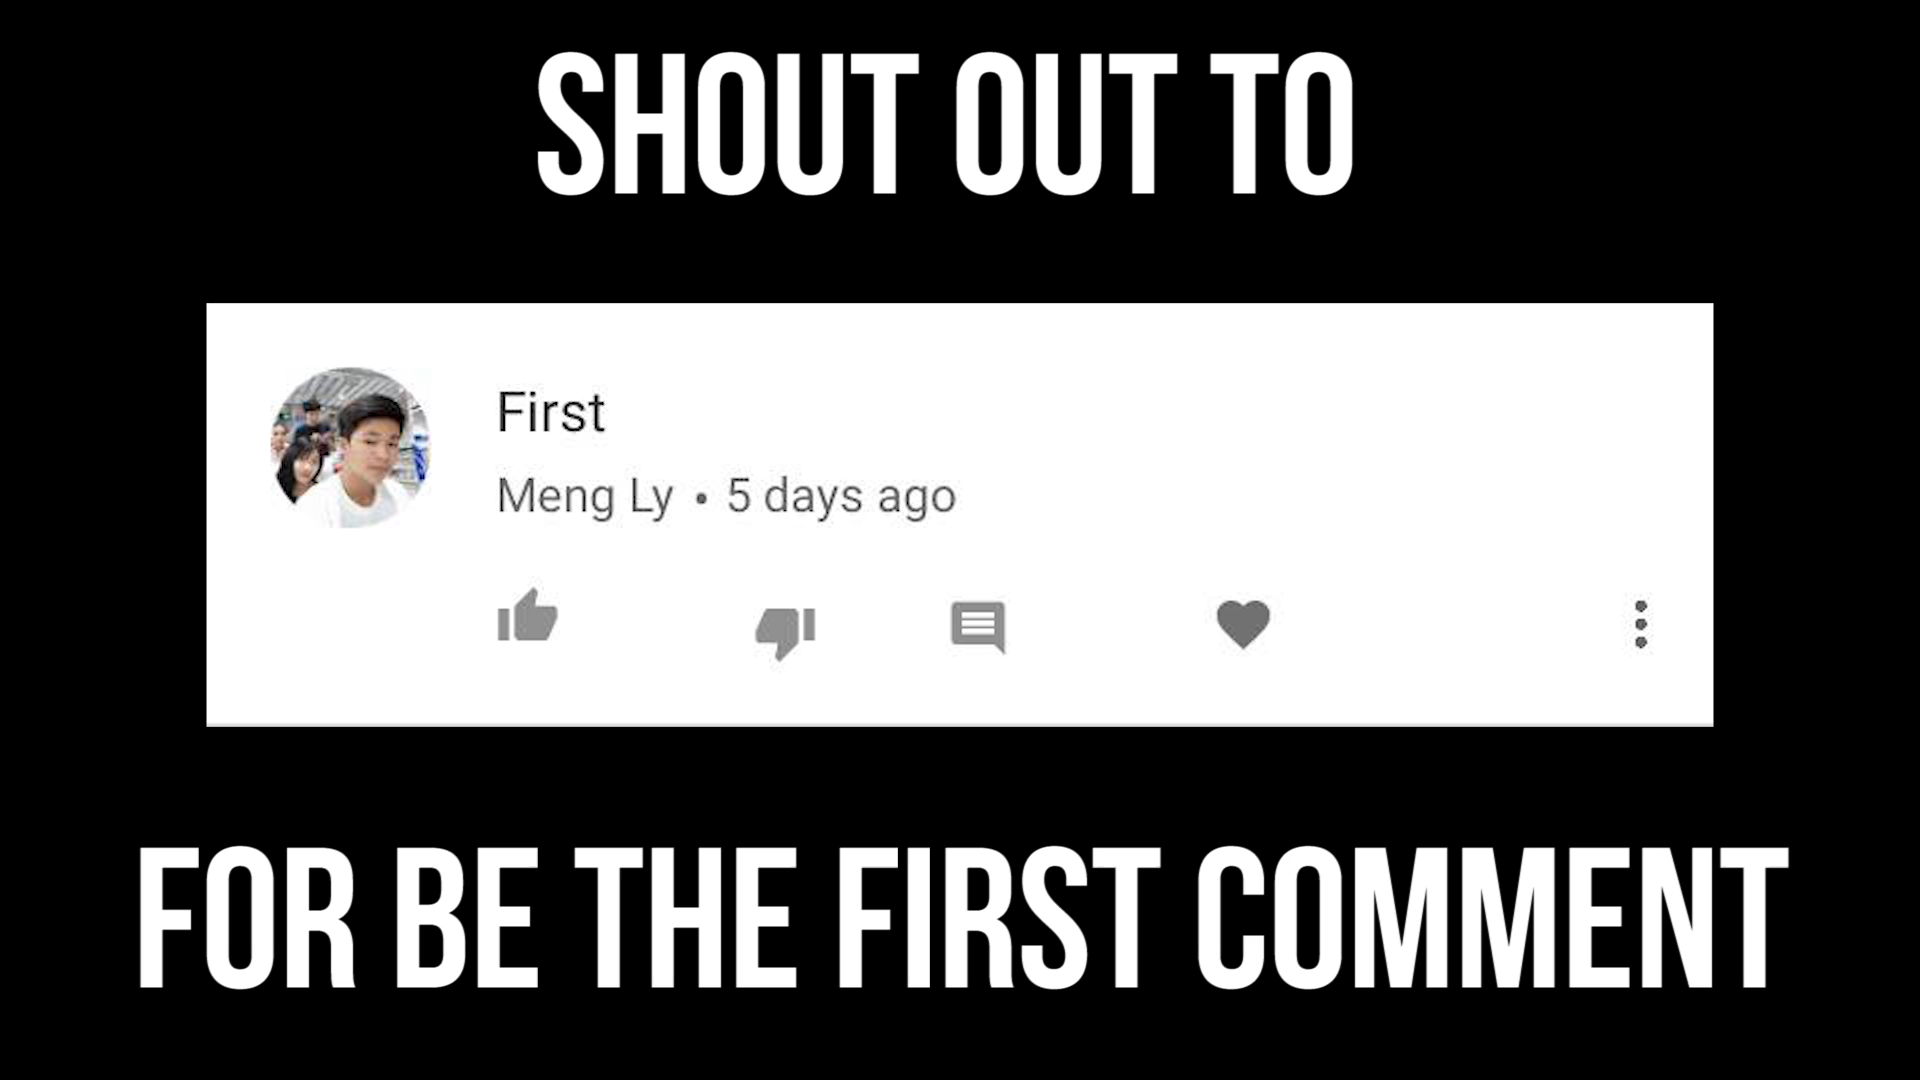 SHOUT OUT TO
First
Meng Ly • 5 days ago
FOR BE THE FIRST COMMENT